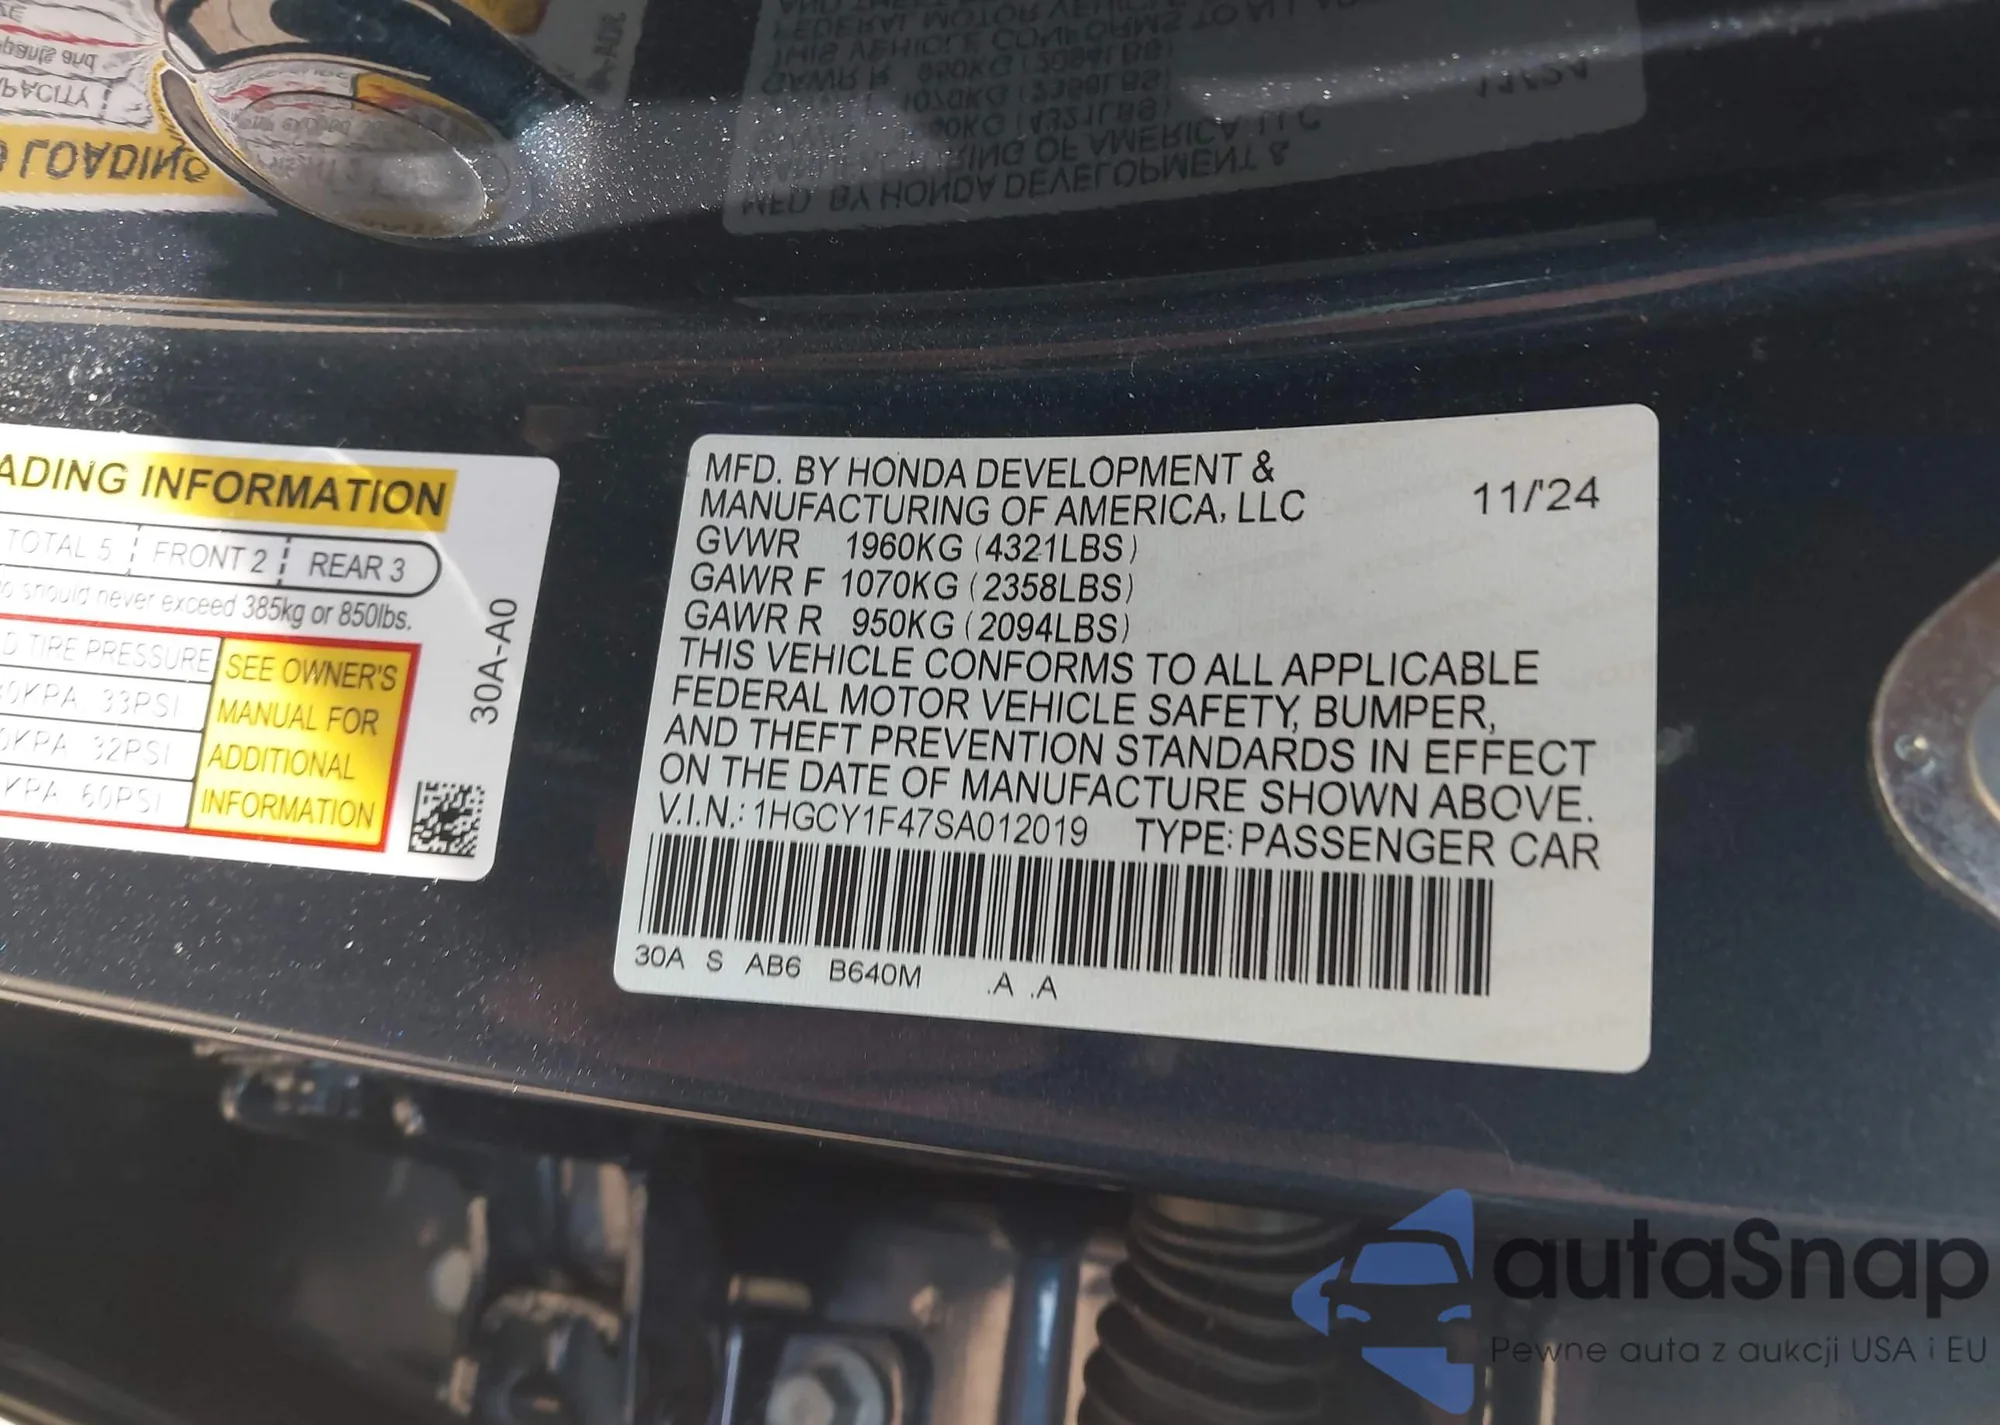 ADING INFORMATION
TOTAL 5 FRONT 2 REAR 3
should never exceed 385kg or 850lbs.
TIRE PRESSURE
33PSI
KPA 32PSI
KPA 60PSI
SEE OWNER'S
MANUAL FOR
ADDITIONAL
INFORMATION
30A-A0
MFD. BY HONDA DEVELOPMENT &
MANUFACTURING OF AMERICA, LLC
11/'24
GVWR 1960KG (4321LBS)
GAWR F 1070KG (2358LBS)
GAWR R 950KG (2094LBS)
THIS VEHICLE CONFORMS TO ALL APPLICABLE
FEDERAL MOTOR VEHICLE SAFETY, BUMPER,
AND THEFT PREVENTION STANDARDS IN EFFECT
ON THE DATE OF MANUFACTURE SHOWN ABOVE.
V.I.N.: 1HGCY1F47SA012019 TYPE: PASSENGER CAR
30A S AB6 B640M .A .A
autaSnap
Pewne auta z aukcji USA i EU